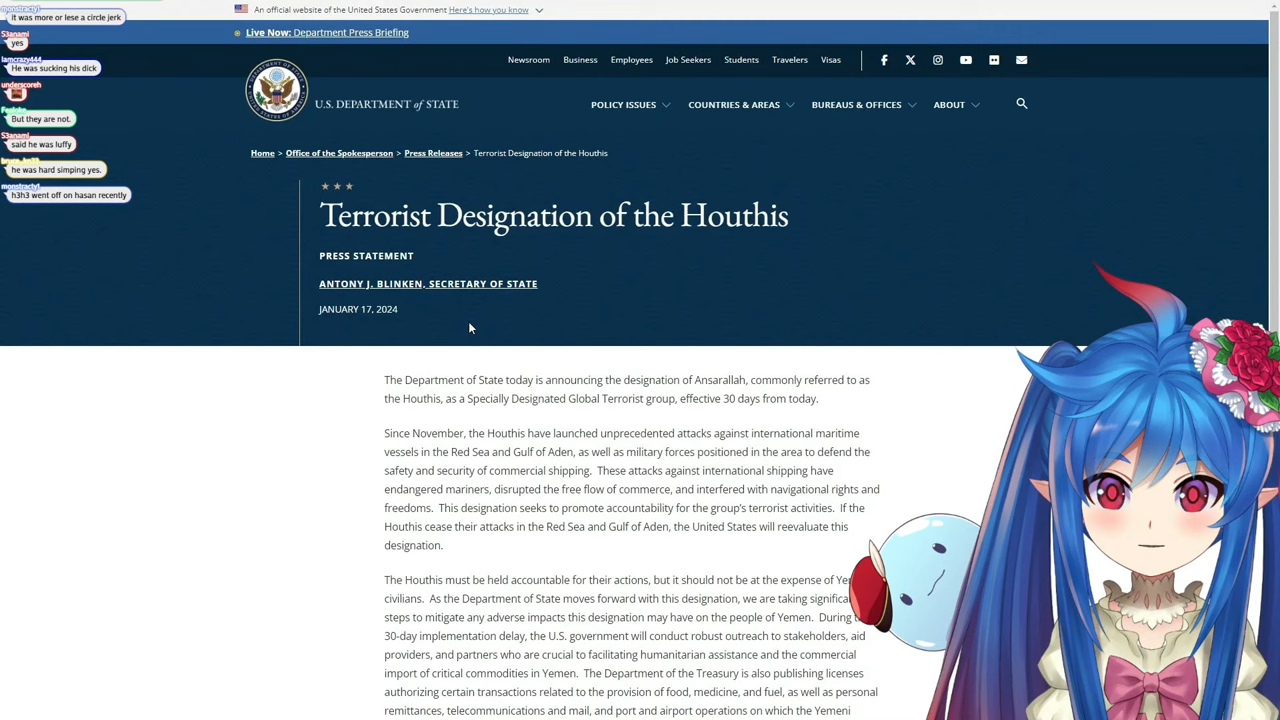 monstracty!
it was more or lese a circle jerk
S3anami
yes
Iamcrazy444
He was sucking his dick
underscoreh
But they are not.
S3anami
said he was luffy
he was hard simping yes.
monstracty!
h3h3 went off on hasan recently
An official website of the United States Government Here's how you know
Live Now: Department Press Briefing
Newsroom Business Employees Job Seekers Students Travelers Visas
U.S. DEPARTMENT of STATE
POLICY ISSUES COUNTRIES & AREAS BUREAUS & OFFICES ABOUT
Home > Office of the Spokesperson > Press Releases > Terrorist Designation of the Houthis
Terrorist Designation of the Houthis
PRESS STATEMENT
ANTONY J. BLINKEN, SECRETARY OF STATE
JANUARY 17, 2024
The Department of State today is announcing the designation of Ansarallah, commonly referred to as
the Houthis, as a Specially Designated Global Terrorist group, effective 30 days from today.
Since November, the Houthis have launched unprecedented attacks against international maritime
vessels in the Red Sea and Gulf of Aden, as well as military forces positioned in the area to defend the
safety and security of commercial shipping. These attacks against international shipping have
endangered mariners, disrupted the free flow of commerce, and interfered with navigational rights and
freedoms. This designation seeks to promote accountability for the group's terrorist activities. If the
Houthis cease their attacks in the Red Sea and Gulf of Aden, the United States will reevaluate this
designation.
The Houthis must be held accountable for their actions, but it should not be at the expense of
civilians. As the Department of State moves forward with this designation, we are taking
steps to mitigate any adverse impacts this designation may have on the people of Yemen. During
30-day implementation delay, the U.S. government will conduct robust outreach to stakeholders, aid
providers, and partners who are crucial to facilitating humanitarian assistance and the commercial
import of critical commodities in Yemen. The Department of the Treasury is also publishing licenses
authorizing certain transactions related to the provision of food, medicine, and fuel, as well as personal
remittances, telecommunications and mail, and port and airport operations on which the Yemeni